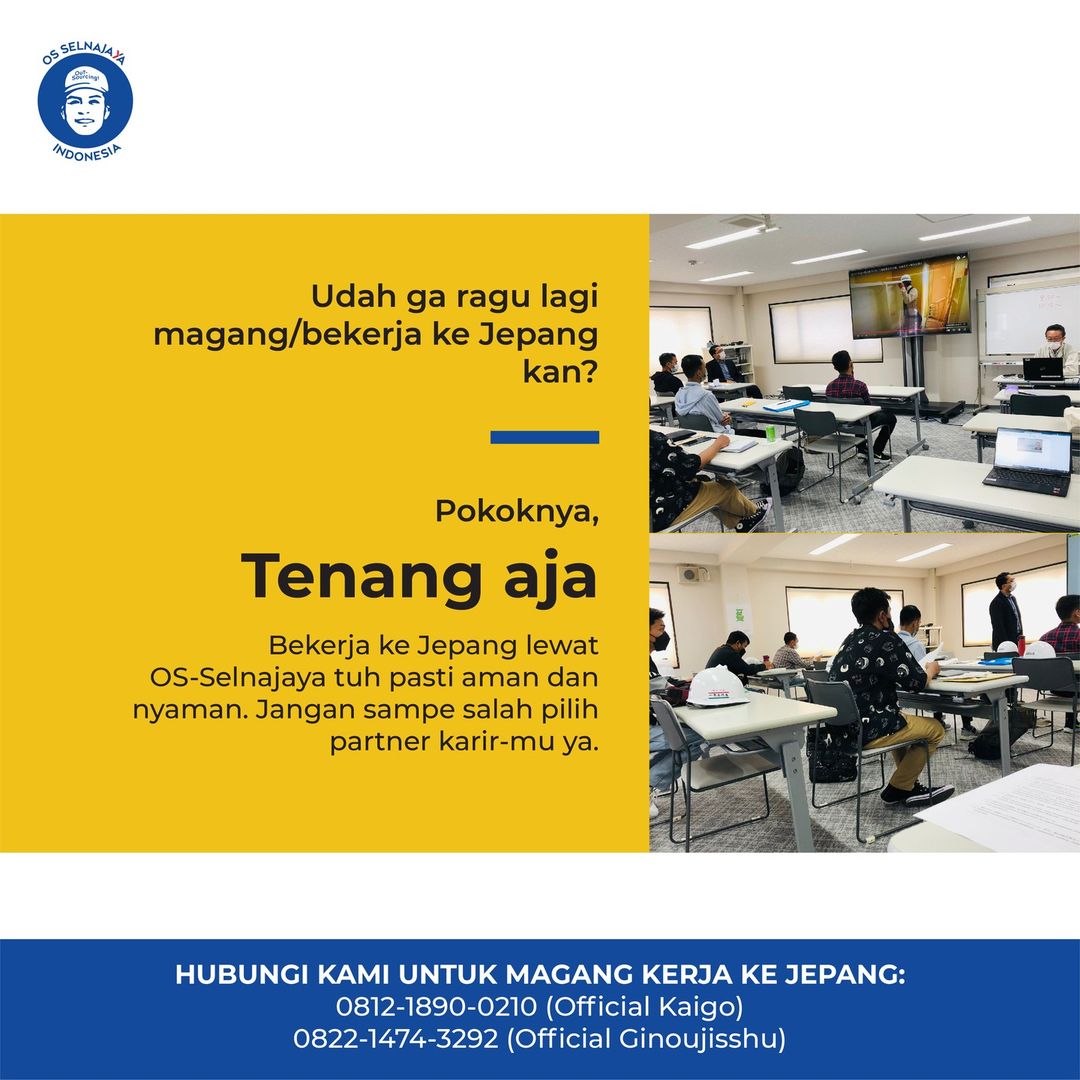 OS SELNAJAYA
Out-
Sourcing!
INDONESIA
Udah ga ragu lagi
magang/bekerja ke Jepang
kan?
Pokoknya,
Tenang aja
Bekerja ke Jepang lewat
OS-Selnajaya tuh pasti aman dan
nyaman. Jangan sampe salah pilih
partner karir-mu ya.
HUBUNGI KAMI UNTUK MAGANG KERJA KE JEPANG:
0812-1890-0210 (Official Kaigo)
0822-1474-3292 (Official Ginoujisshu)